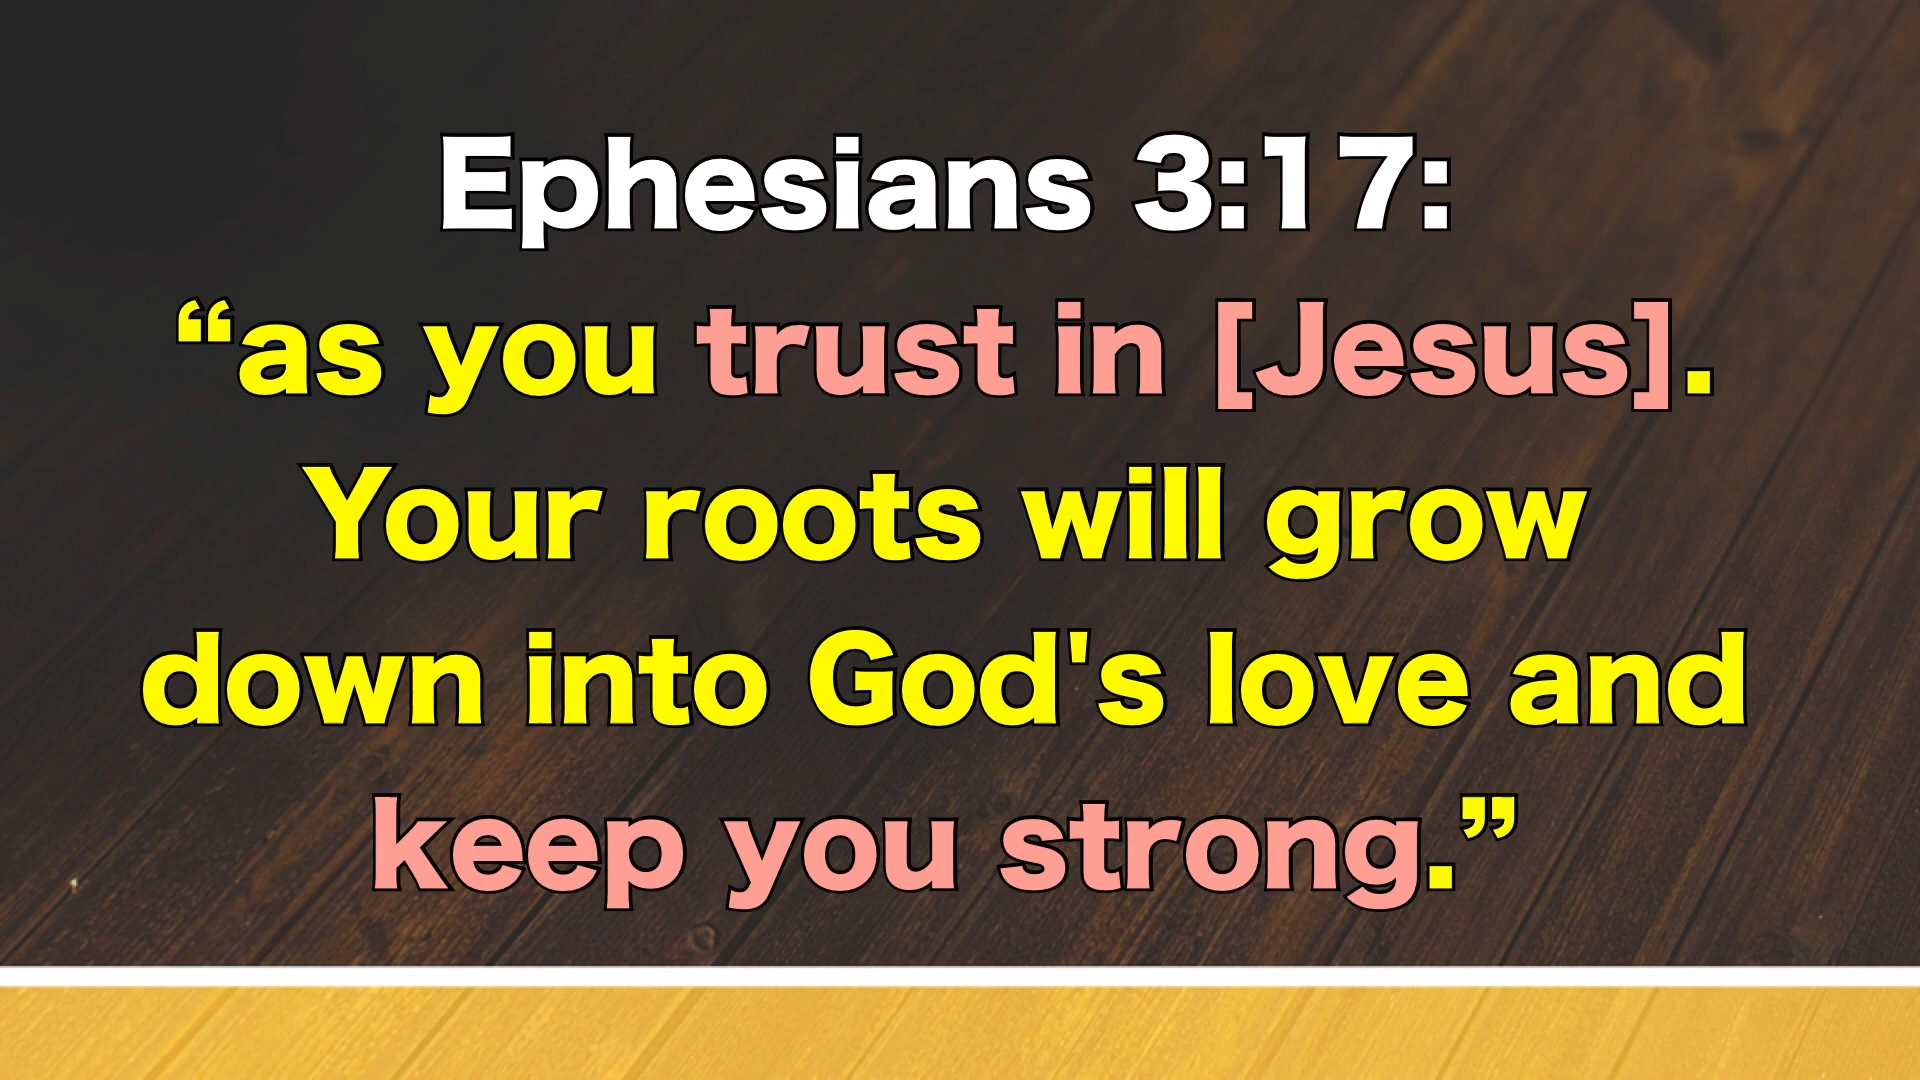 Ephesians 3:17:
“as you trust in [Jesus].
Your roots will grow
down into God's love and
keep you strong.”